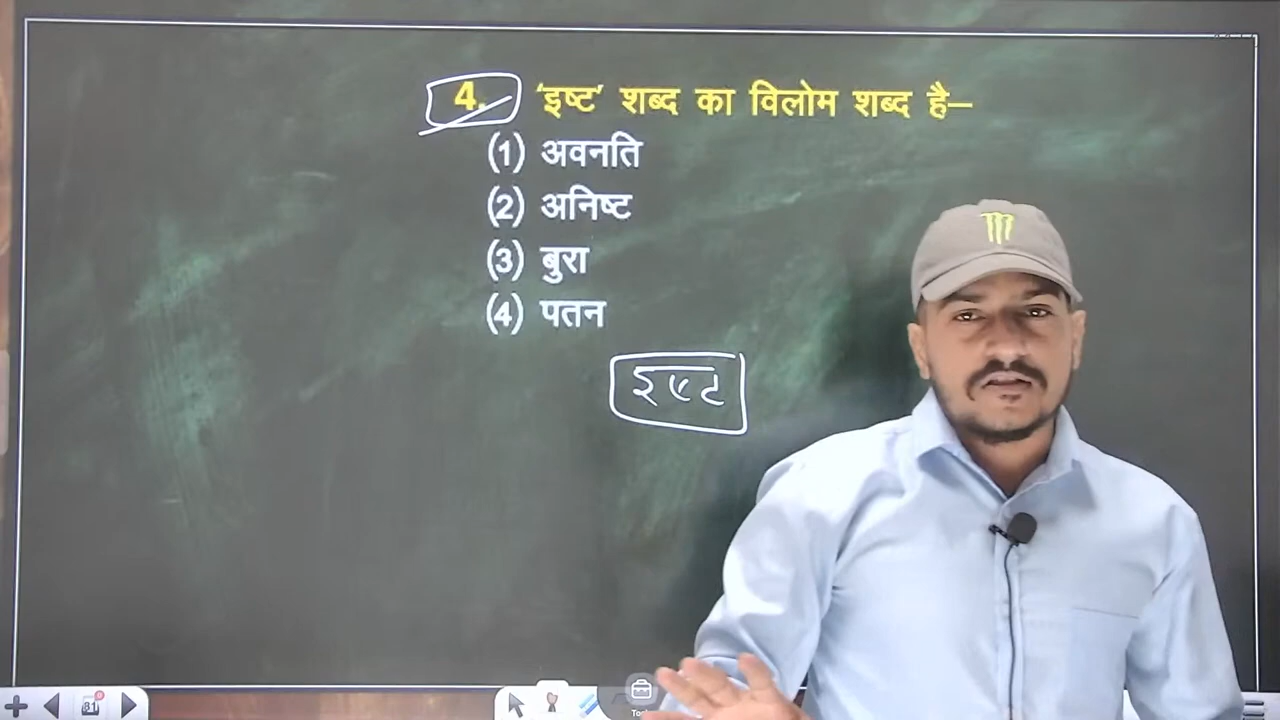 4. 'इष्ट' शब्द का विलोम शब्द है–
(1) अवनति
(2) अनिष्ट
(3) बुरा
(4) पतन
इष्ट